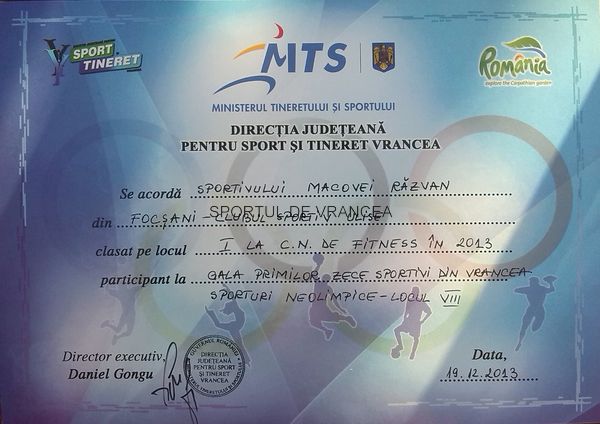 SPORT
TINERET
MTS
România
explore the Carpathian garden
MINISTERUL TINERETULUI ȘI SPORTULUI
DIRECȚIA JUDEȚEANĂ
PENTRU SPORT ȘI TINERET VRANCEA
Se acordă SPORTIVULUI MACOVEI RĂZVAN
SPORTUL DE VRANCEA
din FOCȘANI - CLUBUL SPORTIV ULISE
clasat pe locul I LA C.N. DE FITNESS ÎN 2013
participant la GALA PRIMILOR ZECE SPORTIVI DIN VRANCEA
SPORTURI NEOLIMPICE - LOCUL VIII
Director executiv,
Daniel Gongu
GUVERNUL ROMÂNIEI
DIRECȚIA
JUDEȚEANĂ
PENTRU SPORT
ȘI TINERET
VRANCEA
Data,
19.12.2013